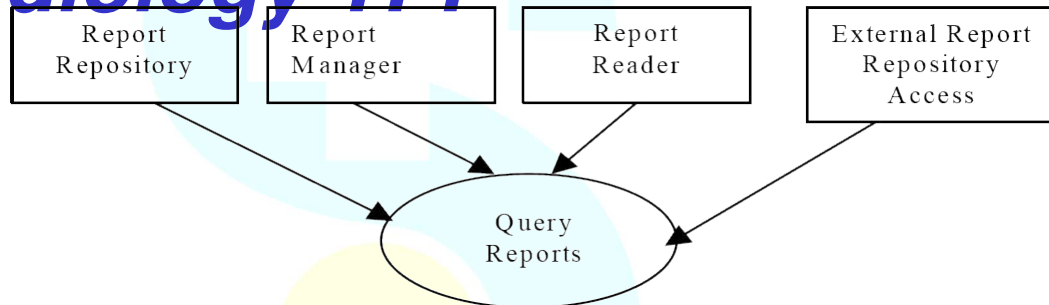 Report
Repository
Report
Manager
Report
Reader
External Report
Repository
Access
Query
Reports